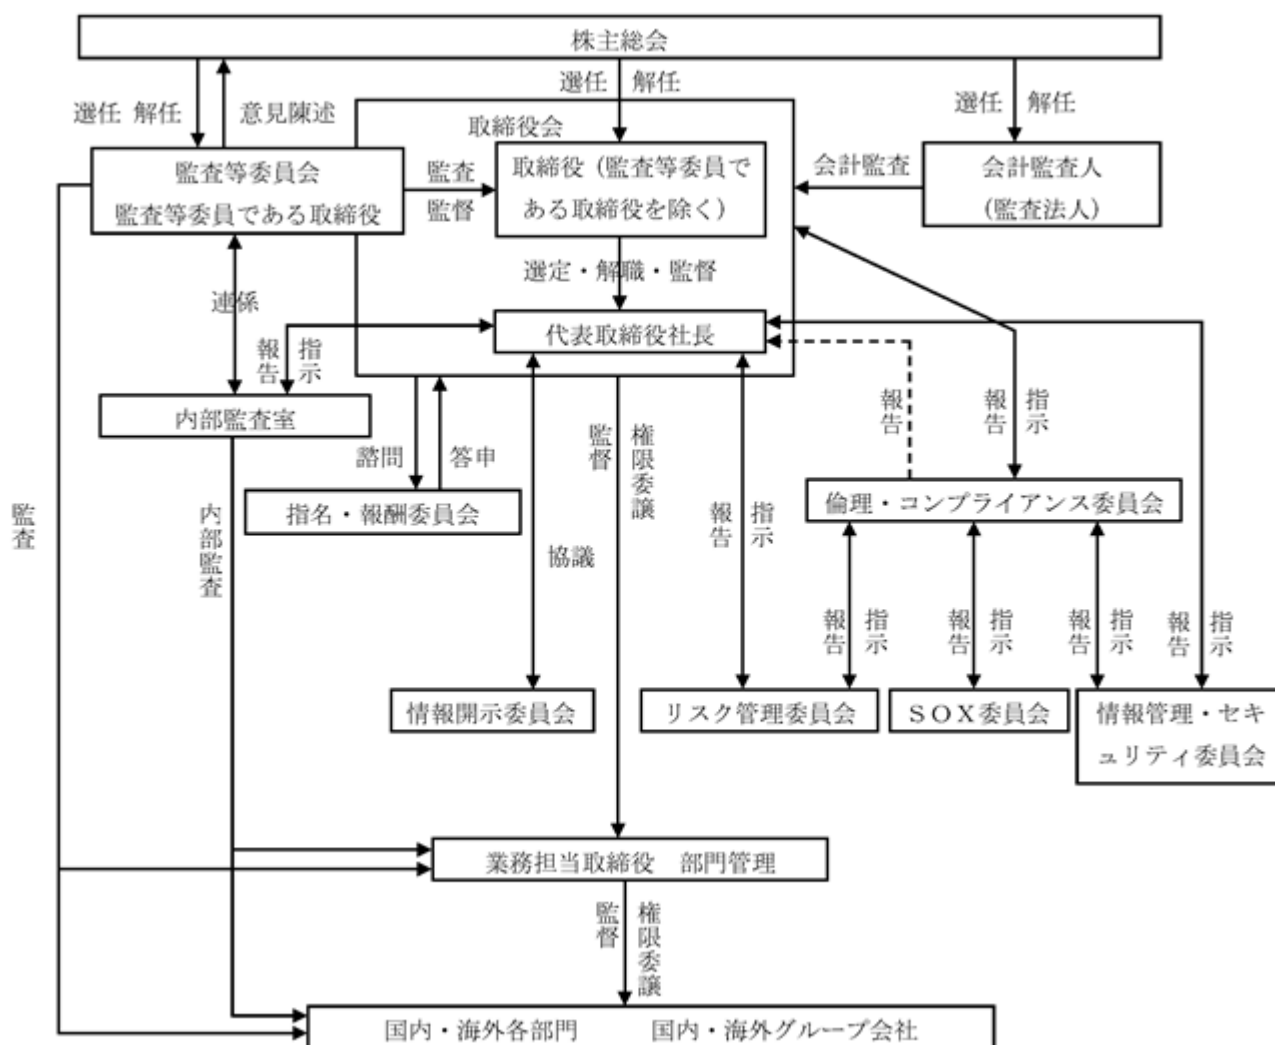 株主総会
選任 解任
意見陳述
選任 解任
選任 解任
取締役会
監査等委員会
監査等委員である取締役
監査
監督
取締役（監査等委員で
ある取締役を除く）
会計監査
会計監査人
（監査法人）
選定・解職・監督
連係
代表取締役社長
報告 指示
内部監査室
諮問
答申
監督 権限委譲
報告
報告 指示
指名・報酬委員会
倫理・コンプライアンス委員会
監査
内部監査
協議
報告 指示
報告 指示
報告 指示
報告 指示
報告 指示
情報開示委員会
リスク管理委員会
ＳＯＸ委員会
情報管理・セキ
ュリティ委員会
業務担当取締役　部門管理
監督 権限委譲
国内・海外各部門　　　国内・海外グループ会社